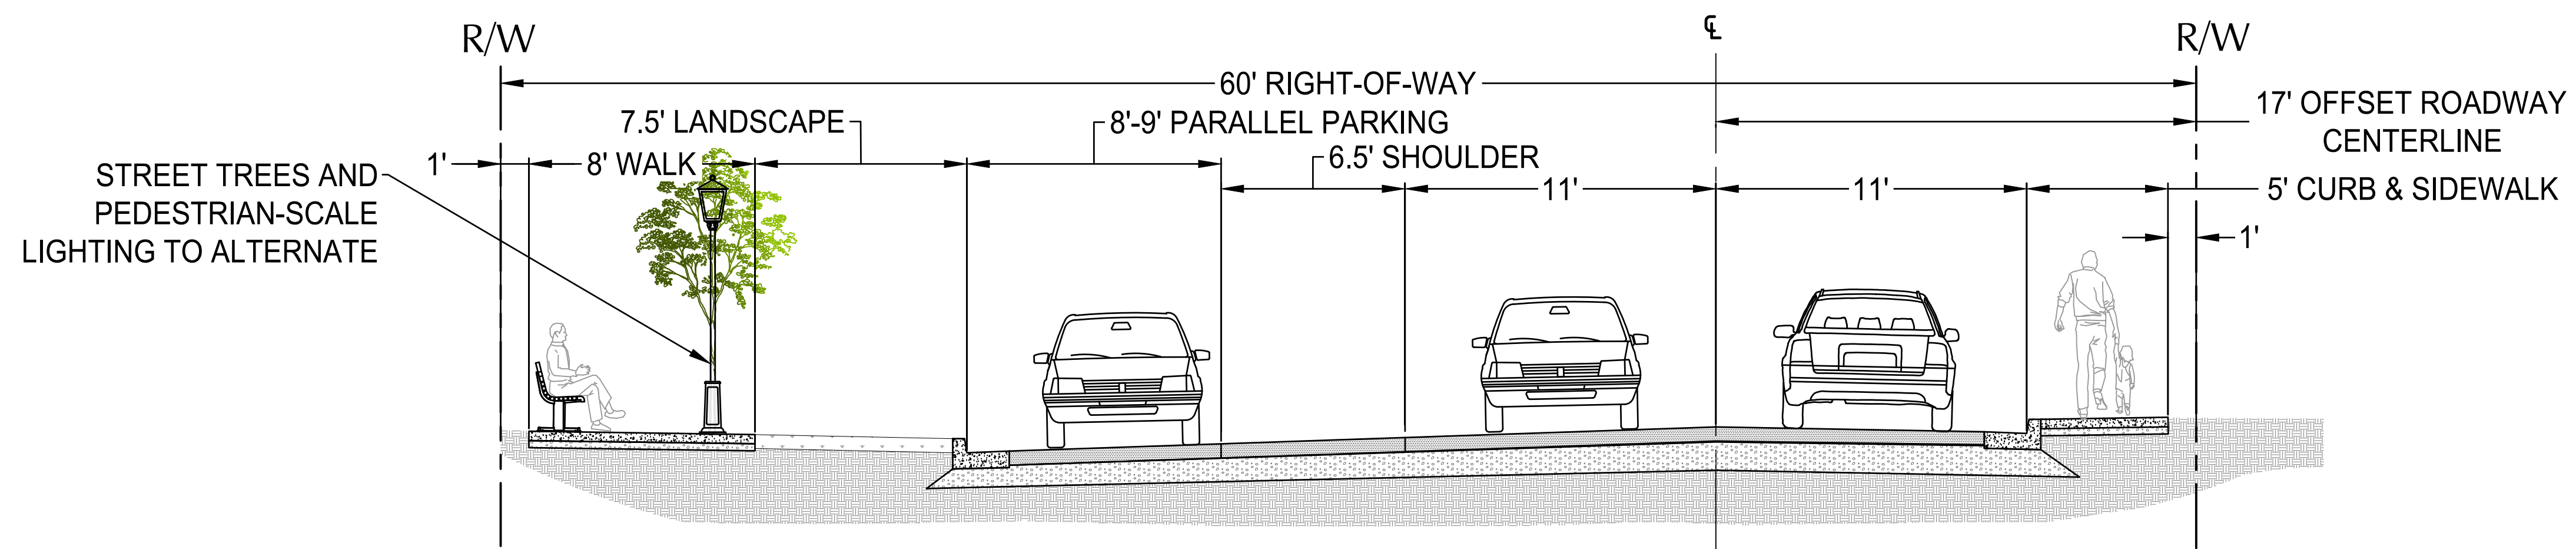 R/W
℄
R/W
60' RIGHT-OF-WAY
17' OFFSET ROADWAY
CENTERLINE
7.5' LANDSCAPE
8'-9' PARALLEL PARKING
1'
8' WALK
6.5' SHOULDER
STREET TREES AND
PEDESTRIAN-SCALE
LIGHTING TO ALTERNATE
11'
11'
5' CURB & SIDEWALK
1'